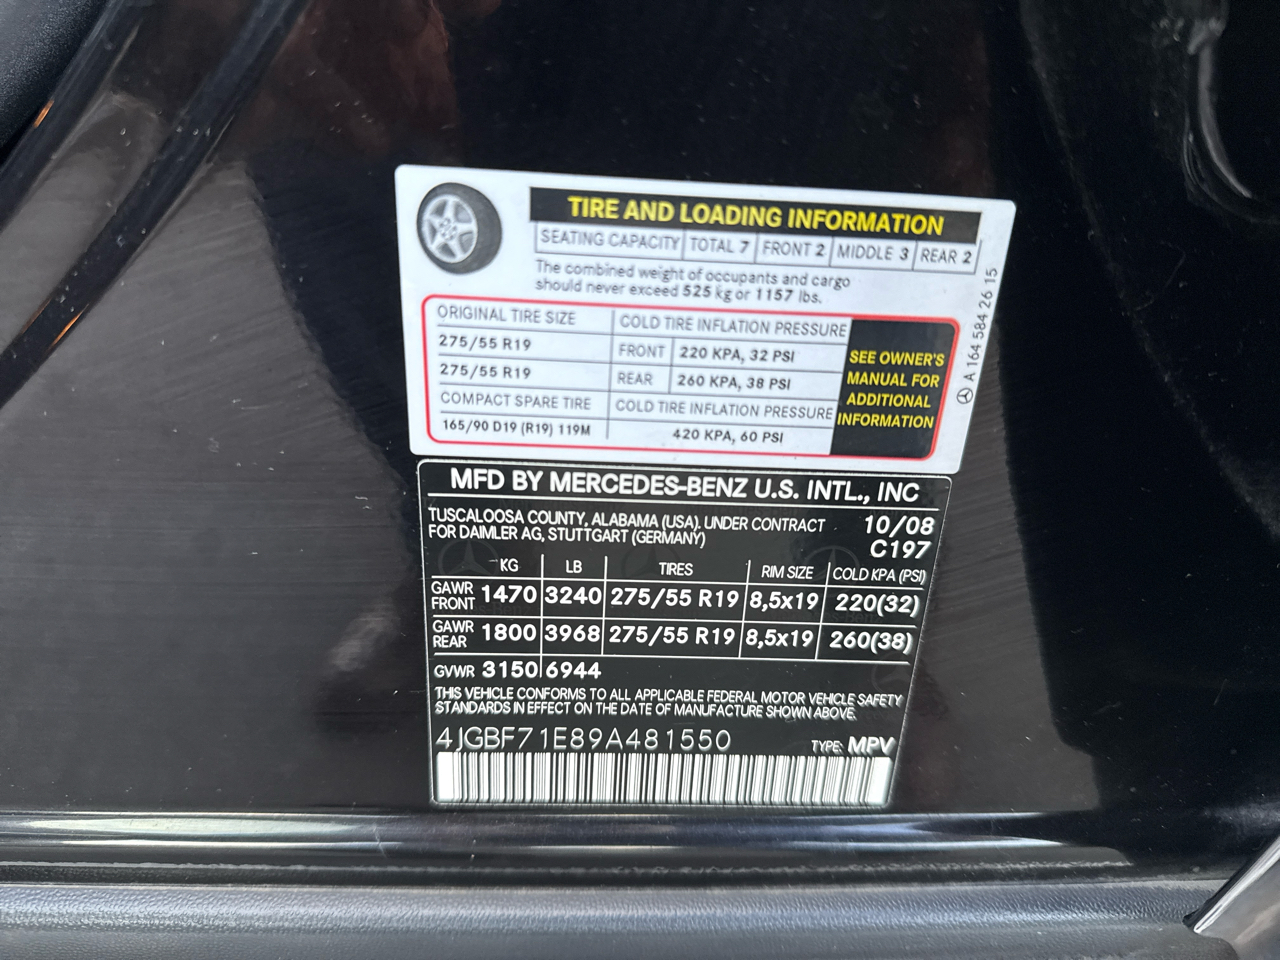 TIRE AND LOADING INFORMATION
SEATING CAPACITY TOTAL 7 FRONT 2 MIDDLE 3 REAR 2
The combined weight of occupants and cargo
should never exceed 525 kg or 1157 lbs.
ORIGINAL TIRE SIZE COLD TIRE INFLATION PRESSURE
275/55 R19 FRONT 220 KPA, 32 PSI
275/55 R19 REAR 260 KPA, 38 PSI
COMPACT SPARE TIRE COLD TIRE INFLATION PRESSURE
165/90 D19 (R19) 119M 420 KPA, 60 PSI
SEE OWNER'S
MANUAL FOR
ADDITIONAL
INFORMATION
A 164 584 26 15
MFD BY MERCEDES-BENZ U.S. INTL., INC
TUSCALOOSA COUNTY, ALABAMA (USA). UNDER CONTRACT 10/08
FOR DAIMLER AG, STUTTGART (GERMANY) C197
KG LB TIRES RIM SIZE COLD KPA (PSI)
GAWR FRONT 1470 3240 275/55 R19 8,5x19 220(32)
GAWR REAR 1800 3968 275/55 R19 8,5x19 260(38)
GVWR 3150 6944
THIS VEHICLE CONFORMS TO ALL APPLICABLE FEDERAL MOTOR VEHICLE SAFETY
STANDARDS IN EFFECT ON THE DATE OF MANUFACTURE SHOWN ABOVE.
4JGBF71E89A481550 TYPE: MPV